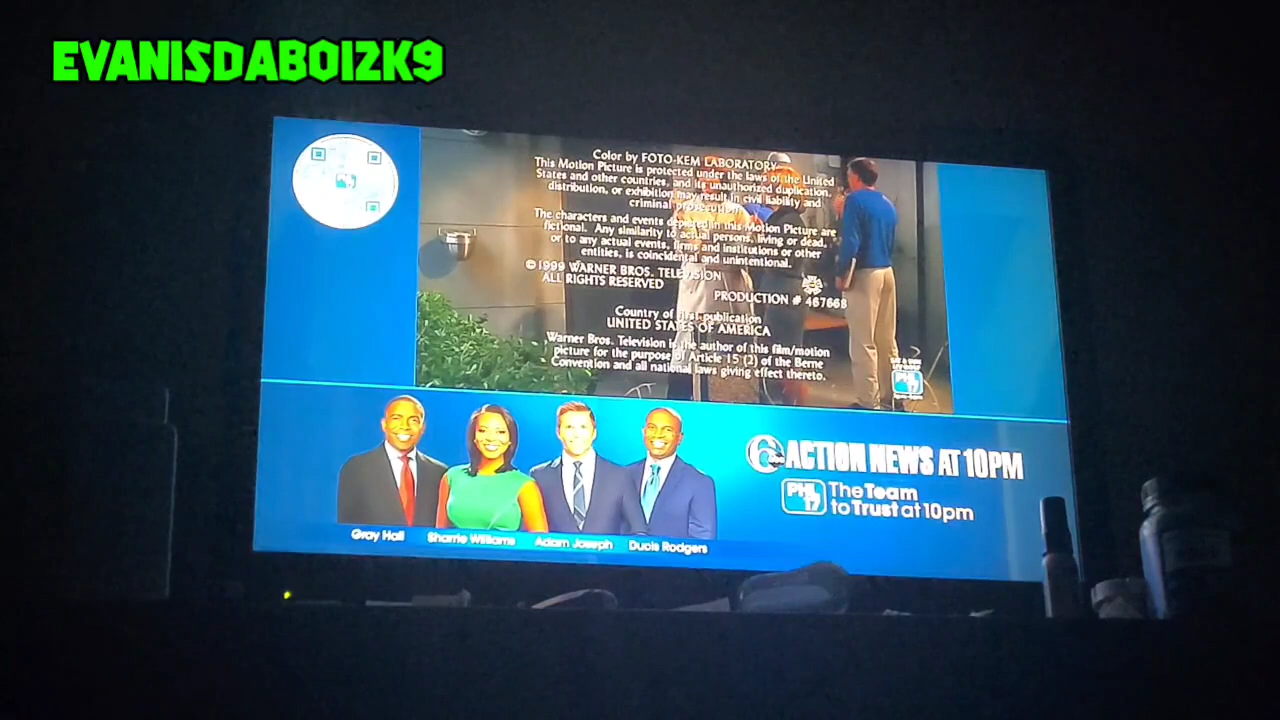 EVANISDABOIZK9
Color by FOTO-KEM LABORATORY
This Motion Picture is protected under the laws of the United
States and other countries, and its unauthorized duplication,
distribution, or exhibition may result in civil liability and
criminal prosecution.
The characters and events depicted in this Motion Picture are
fictional. Any similarity to actual persons, living or dead,
or to any actual events, firms and institutions or other
entities, is coincidental and unintentional.
© 1999 WARNER BROS. TELEVISION
ALL RIGHTS RESERVED
PRODUCTION # 467668
Country of first publication
UNITED STATES OF AMERICA
Warner Bros. Television is the author of this film/motion
picture for the purpose of Article 15 (2) of the Berne
Convention and all national laws giving effect thereto.
PHL
17
6 ACTION NEWS AT 10PM
PHL
17
The Team
to Trust at 10pm
Gray Hall Sharrie Williams Adam Joseph Ducis Rodgers